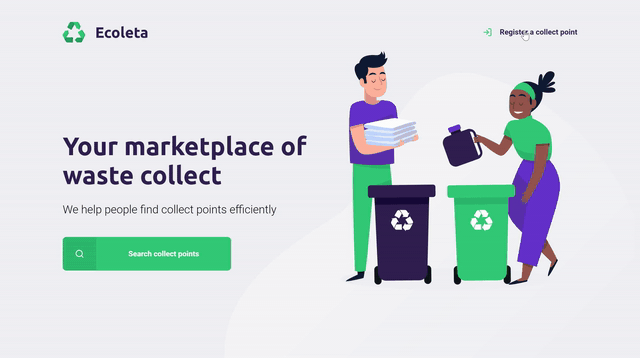 Ecoleta
Register a collect point
Your marketplace of
waste collect
We help people find collect points efficiently
Search collect points